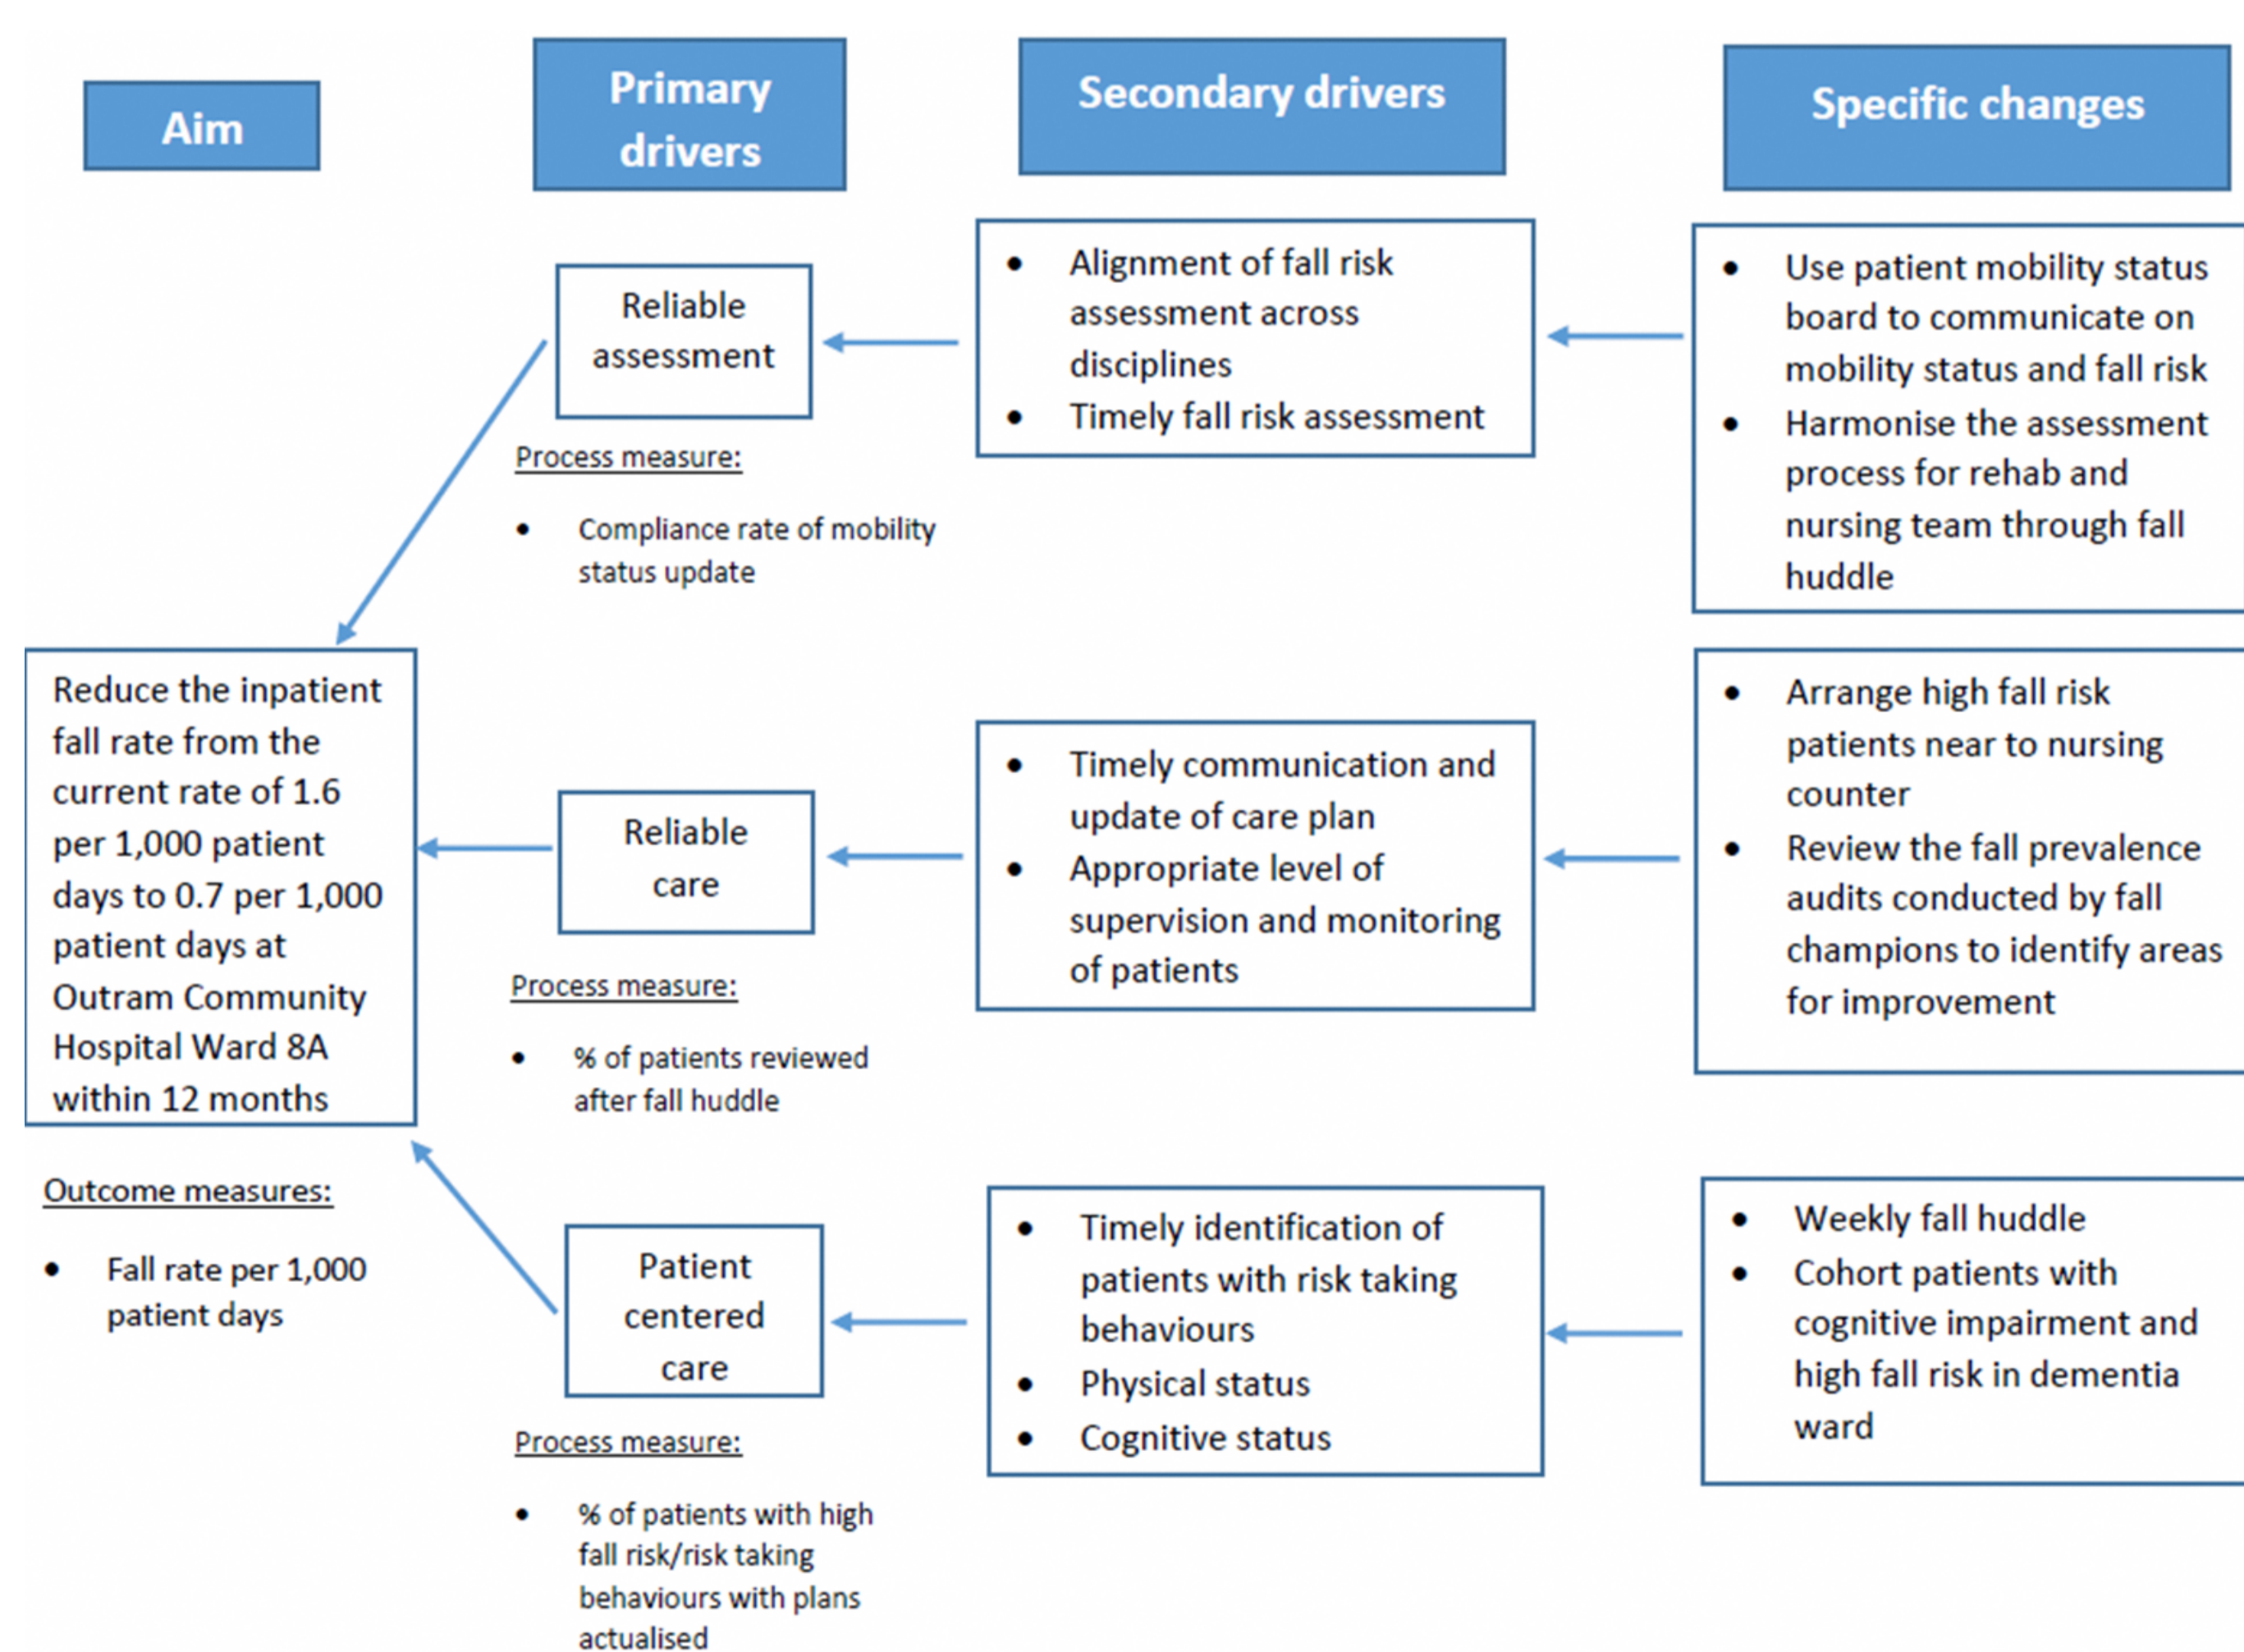 Aim
Primary
drivers
Secondary drivers
Specific changes
Reliable
assessment
Process measure:
• Compliance rate of mobility
status update
• Alignment of fall risk
assessment across
disciplines
• Timely fall risk assessment
• Use patient mobility status
board to communicate on
mobility status and fall risk
• Harmonise the assessment
process for rehab and
nursing team through fall
huddle
Reduce the inpatient
fall rate from the
current rate of 1.6
per 1,000 patient
days to 0.7 per 1,000
patient days at
Outram Community
Hospital Ward 8A
within 12 months
Outcome measures:
• Fall rate per 1,000
patient days
Reliable
care
Process measure:
• % of patients reviewed
after fall huddle
• Timely communication and
update of care plan
• Appropriate level of
supervision and monitoring
of patients
• Arrange high fall risk
patients near to nursing
counter
• Review the fall prevalence
audits conducted by fall
champions to identify areas
for improvement
Patient
centered
care
Process measure:
• % of patients with high
fall risk/risk taking
behaviours with plans
actualised
• Timely identification of
patients with risk taking
behaviours
• Physical status
• Cognitive status
• Weekly fall huddle
• Cohort patients with
cognitive impairment and
high fall risk in dementia
ward